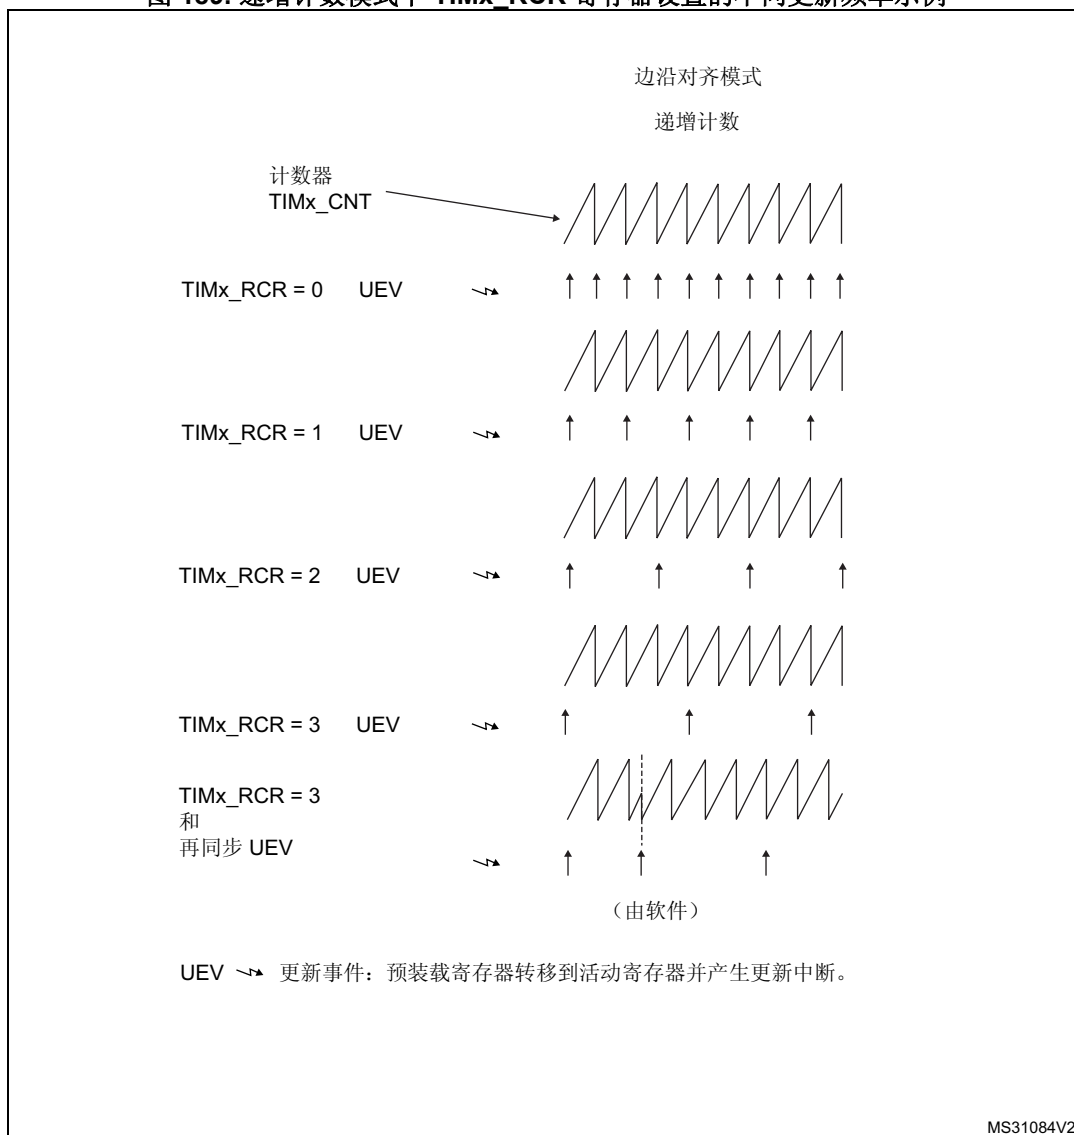 边沿对齐模式
递增计数
计数器
TIMx_CNT
TIMx_RCR = 0 UEV
TIMx_RCR = 1 UEV
TIMx_RCR = 2 UEV
TIMx_RCR = 3 UEV
TIMx_RCR = 3
和
再同步 UEV
（由软件）
UEV 更新事件：预装载寄存器转移到活动寄存器并产生更新中断。
MS31084V2